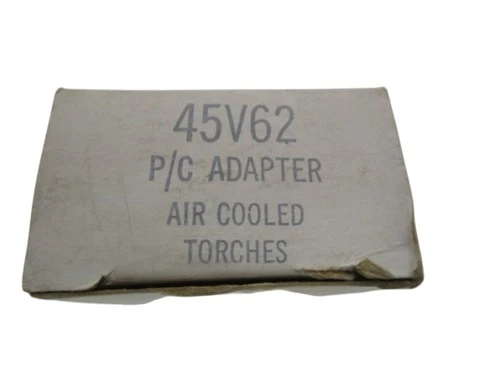 45V62
P/C ADAPTER
AIR COOLED
TORCHES